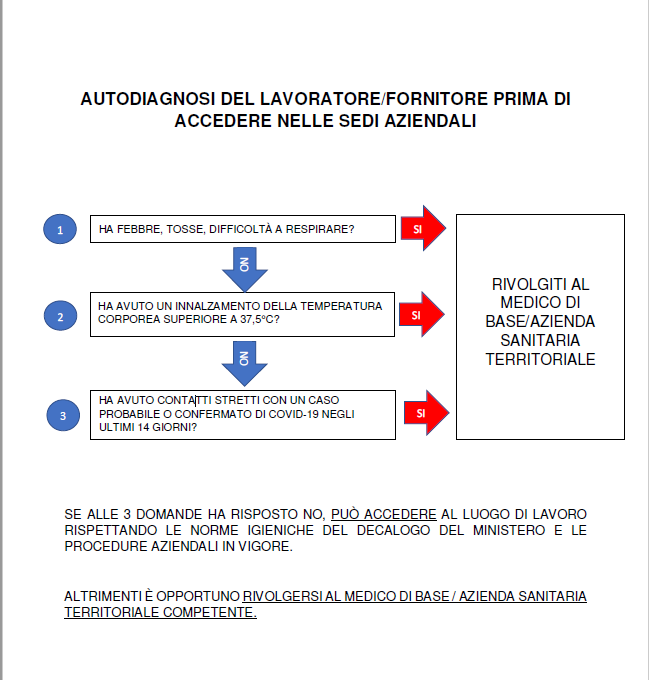 AUTODIAGNOSI DEL LAVORATORE/FORNITORE PRIMA DI
ACCEDERE NELLE SEDI AZIENDALI
1
HA FEBBRE, TOSSE, DIFFICOLTÀ A RESPIRARE?
SI
NO
2
HA AVUTO UN INNALZAMENTO DELLA TEMPERATURA
CORPOREA SUPERIORE A 37,5°C?
SI
NO
3
HA AVUTO CONTATTI STRETTI CON UN CASO
PROBABILE O CONFERMATO DI COVID-19 NEGLI
ULTIMI 14 GIORNI?
SI
RIVOLGITI AL
MEDICO DI
BASE/AZIENDA
SANITARIA
TERRITORIALE
SE ALLE 3 DOMANDE HA RISPOSTO NO, PUÒ ACCEDERE AL LUOGO DI LAVORO
RISPETTANDO LE NORME IGIENICHE DEL DECALOGO DEL MINISTERO E LE
PROCEDURE AZIENDALI IN VIGORE.
ALTRIMENTI È OPPORTUNO RIVOLGERSI AL MEDICO DI BASE / AZIENDA SANITARIA
TERRITORIALE COMPETENTE.